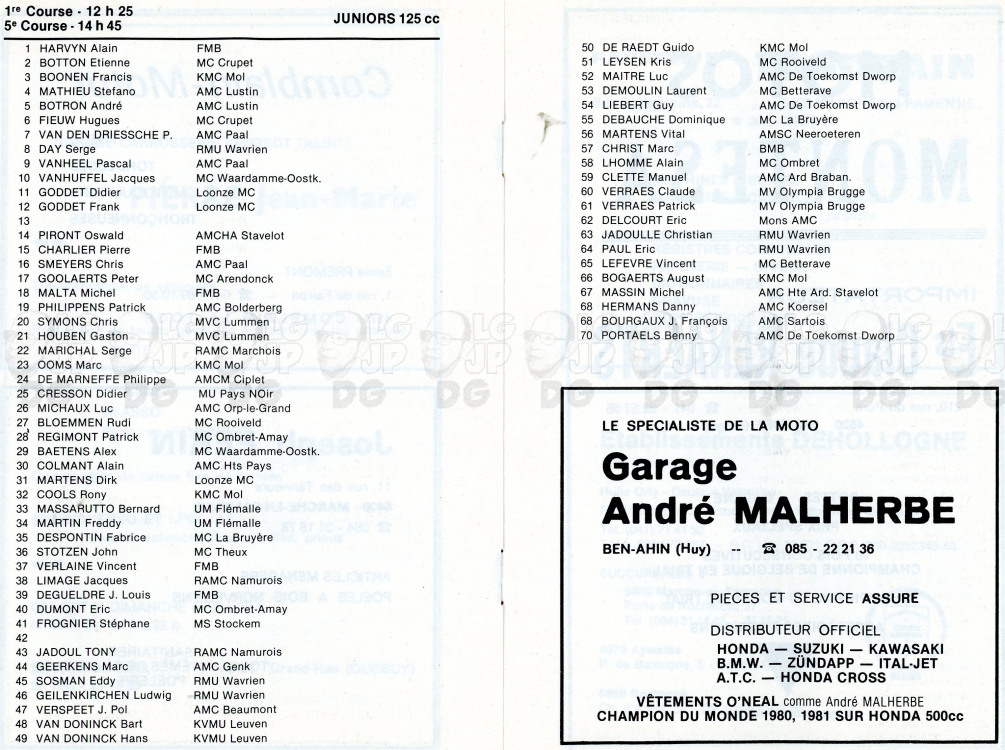 1re Course - 12 h 25
5e Course - 14 h 45
JUNIORS 125 cc
1 HARVYN Alain FMB
2 BOTTON Etienne MC Crupet
3 BOONEN Francis KMC Mol
4 MATHIEU Stefano AMC Lustin
5 BOTRON André AMC Lustin
6 FIEUW Hugues MC Crupet
7 VAN DEN DRIESSCHE P. AMC Paal
8 DAY Serge RMU Wavrien
9 VANHEEL Pascal AMC Paal
10 VANHUFFEL Jacques MC Waardamme-Oostk.
11 GODDET Didier Loonze MC
12 GODDET Frank Loonze MC
13
14 PIRONT Oswald AMCHA Stavelot
15 CHARLIER Pierre FMB
16 SMEYERS Chris AMC Paal
17 GOOLAERTS Peter MC Arendonck
18 MALTA Michel FMB
19 PHILIPPENS Patrick AMC Bolderberg
20 SYMONS Chris MVC Lummen
21 HOUBEN Gaston MVC Lummen
22 MARICHAL Serge RAMC Marchois
23 OOMS Marc KMC Mol
24 DE MARNEFFE Philippe AMCM Ciplet
25 CRESSON Didier MU Pays NOir
26 MICHAUX Luc AMC Orp-le-Grand
27 BLOEMMEN Rudi MC Rooiveld
28 REGIMONT Patrick MC Ombret-Amay
29 BAETENS Alex MC Waardamme-Oostk.
30 COLMANT Alain AMC Hts Pays
31 MARTENS Dirk Loonze MC
32 COOLS Rony KMC Mol
33 MASSARUTTO Bernard UM Flémalle
34 MARTIN Freddy UM Flémalle
35 DESPONTIN Fabrice MC La Bruyère
36 STOTZEN John MC Theux
37 VERLAINE Vincent FMB
38 LIMAGE Jacques RAMC Namurois
39 DEGUELDRE J. Louis FMB
40 DUMONT Eric MC Ombret-Amay
41 FROGNIER Stéphane MS Stockem
42
43 JADOUL TONY RAMC Namurois
44 GEERKENS Marc AMC Genk
45 SOSMAN Eddy RMU Wavrien
46 GEILENKIRCHEN Ludwig RMU Wavrien
47 VERSPEET J. Pol AMC Beaumont
48 VAN DONINCK Bart KVMU Leuven
49 VAN DONINCK Hans KVMU Leuven
50 DE RAEDT Guido KMC Mol
51 LEYSEN Kris MC Rooiveld
52 MAITRE Luc AMC De Toekomst Dworp
53 DEMOULIN Laurent MC Betterave
54 LIEBERT Guy AMC De Toekomst Dworp
55 DEBAUCHE Dominique MC La Bruyère
56 MARTENS Vital AMSC Neeroeteren
57 CHRIST Marc BMB
58 LHOMME Alain MC Ombret
59 CLETTE Manuel AMC Ard Braban.
60 VERRAES Claude MV Olympia Brugge
61 VERRAES Patrick MV Olympia Brugge
62 DELCOURT Eric Mons AMC
63 JADOULLE Christian RMU Wavrien
64 PAUL Eric RMU Wavrien
65 LEFEVRE Vincent MC Betterave
66 BOGAERTS August KMC Mol
67 MASSIN Michel AMC Hte Ard. Stavelot
68 HERMANS Danny AMC Koersel
68 BOURGAUX J. François AMC Sartois
70 PORTAELS Benny AMC De Toekomst Dworp
LE SPECIALISTE DE LA MOTO
Garage
André MALHERBE
BEN-AHIN (Huy) -- ☎ 085 - 22 21 36
PIECES ET SERVICE ASSURE
DISTRIBUTEUR OFFICIEL
HONDA — SUZUKI — KAWASAKI
B.M.W. — ZÜNDAPP — ITAL-JET
A.T.C. — HONDA CROSS
VÊTEMENTS O'NEAL comme André MALHERBE
CHAMPION DU MONDE 1980, 1981 SUR HONDA 500cc